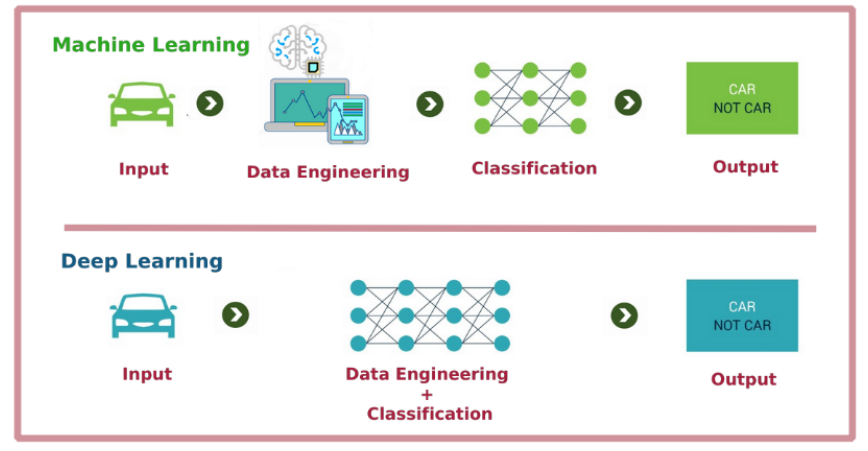 Machine Learning
CAR
NOT CAR
Input
Data Engineering
Classification
Output
Deep Learning
CAR
NOT CAR
Input
Data Engineering
+
Classification
Output